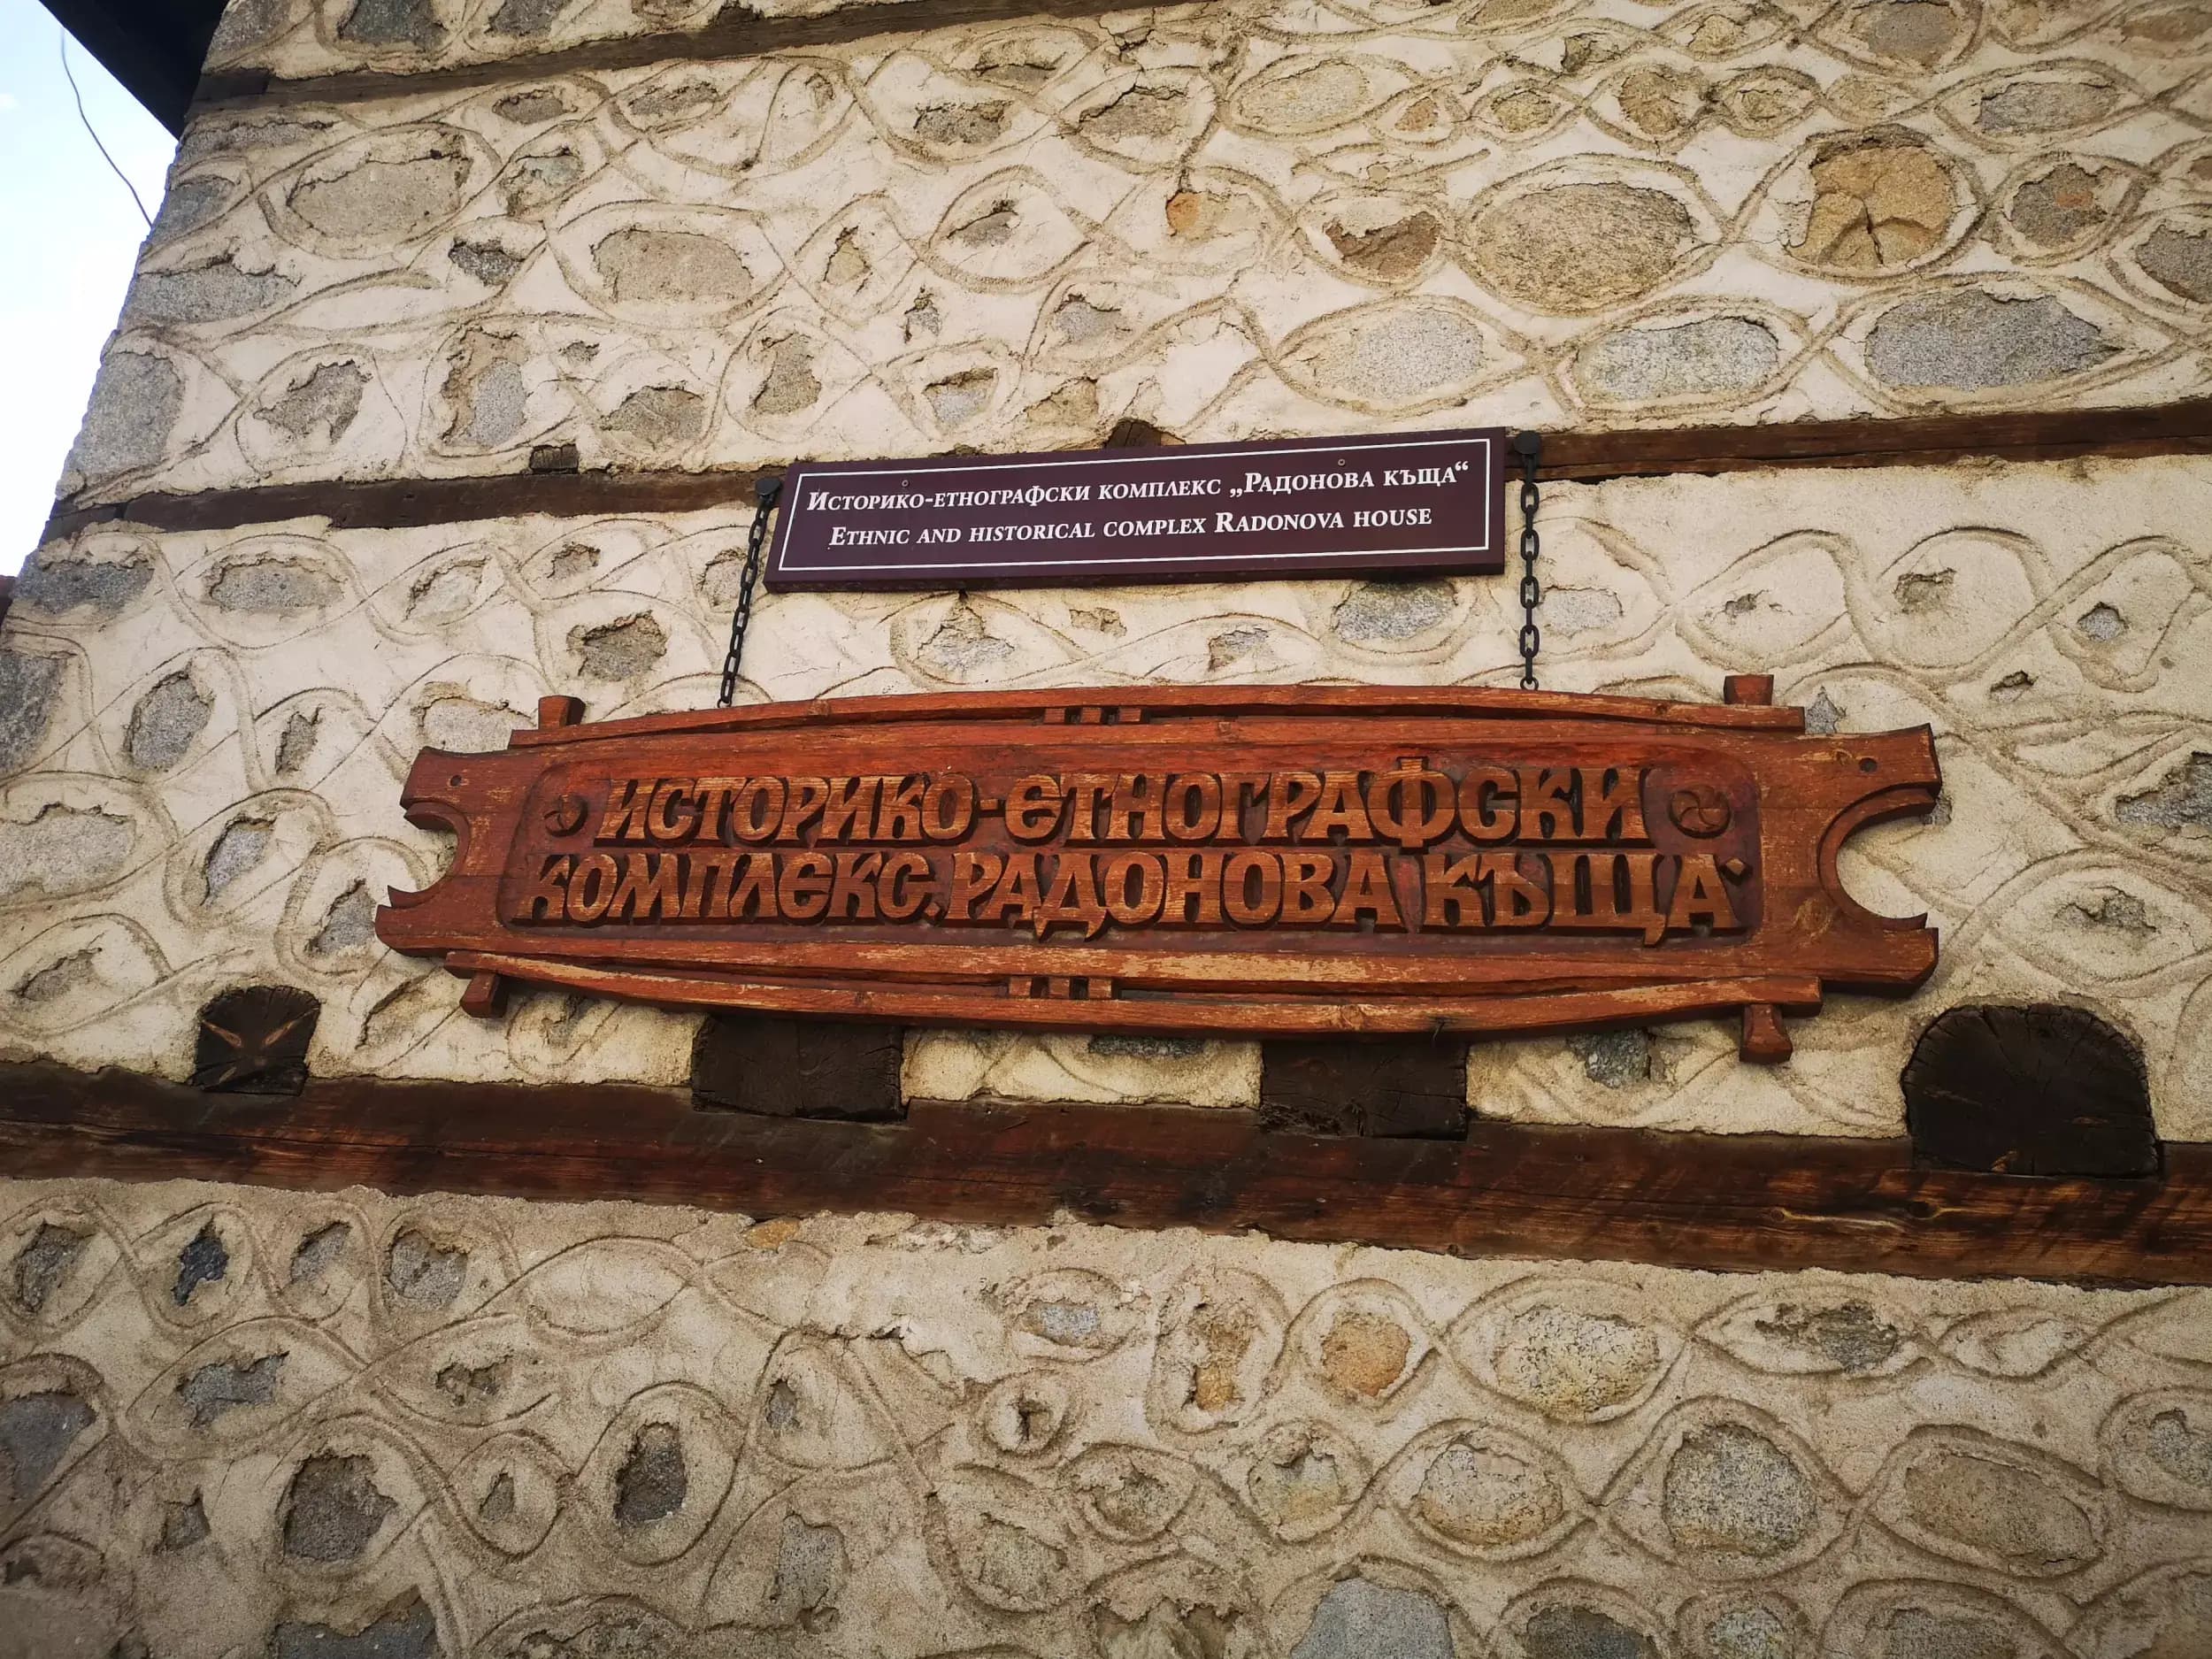 Историко-етнографски комплекс „Радонова къща“
Ethnic and historical complex Radonova house
ИСТОРИКО-ЕТНОГРАФСКИ
КОМПЛЕКС„РАДОНОВА КЪЩА“